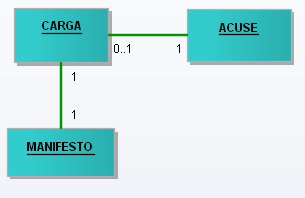 CARGA
ACUSE
0..1
1
1
1
MANIFESTO